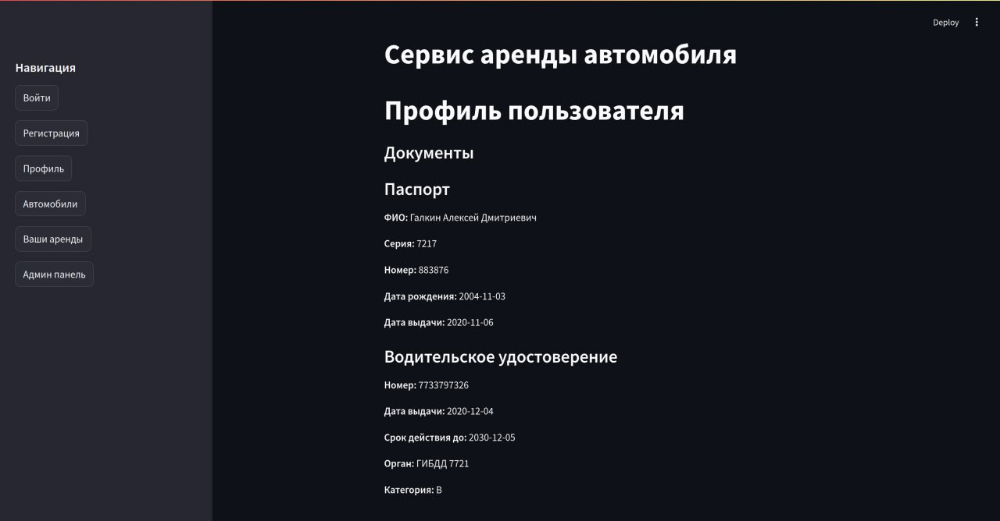 Deploy
Навигация
Войти
Регистрация
Профиль
Автомобили
Ваши аренды
Админ панель
Сервис аренды автомобиля
Профиль пользователя
Документы
Паспорт
ФИО: Галкин Алексей Дмитриевич
Серия: 7217
Номер: 883876
Дата рождения: 2004-11-03
Дата выдачи: 2020-11-06
Водительское удостоверение
Номер: 7733797326
Дата выдачи: 2020-12-04
Срок действия до: 2030-12-05
Орган: ГИБДД 7721
Категория: B